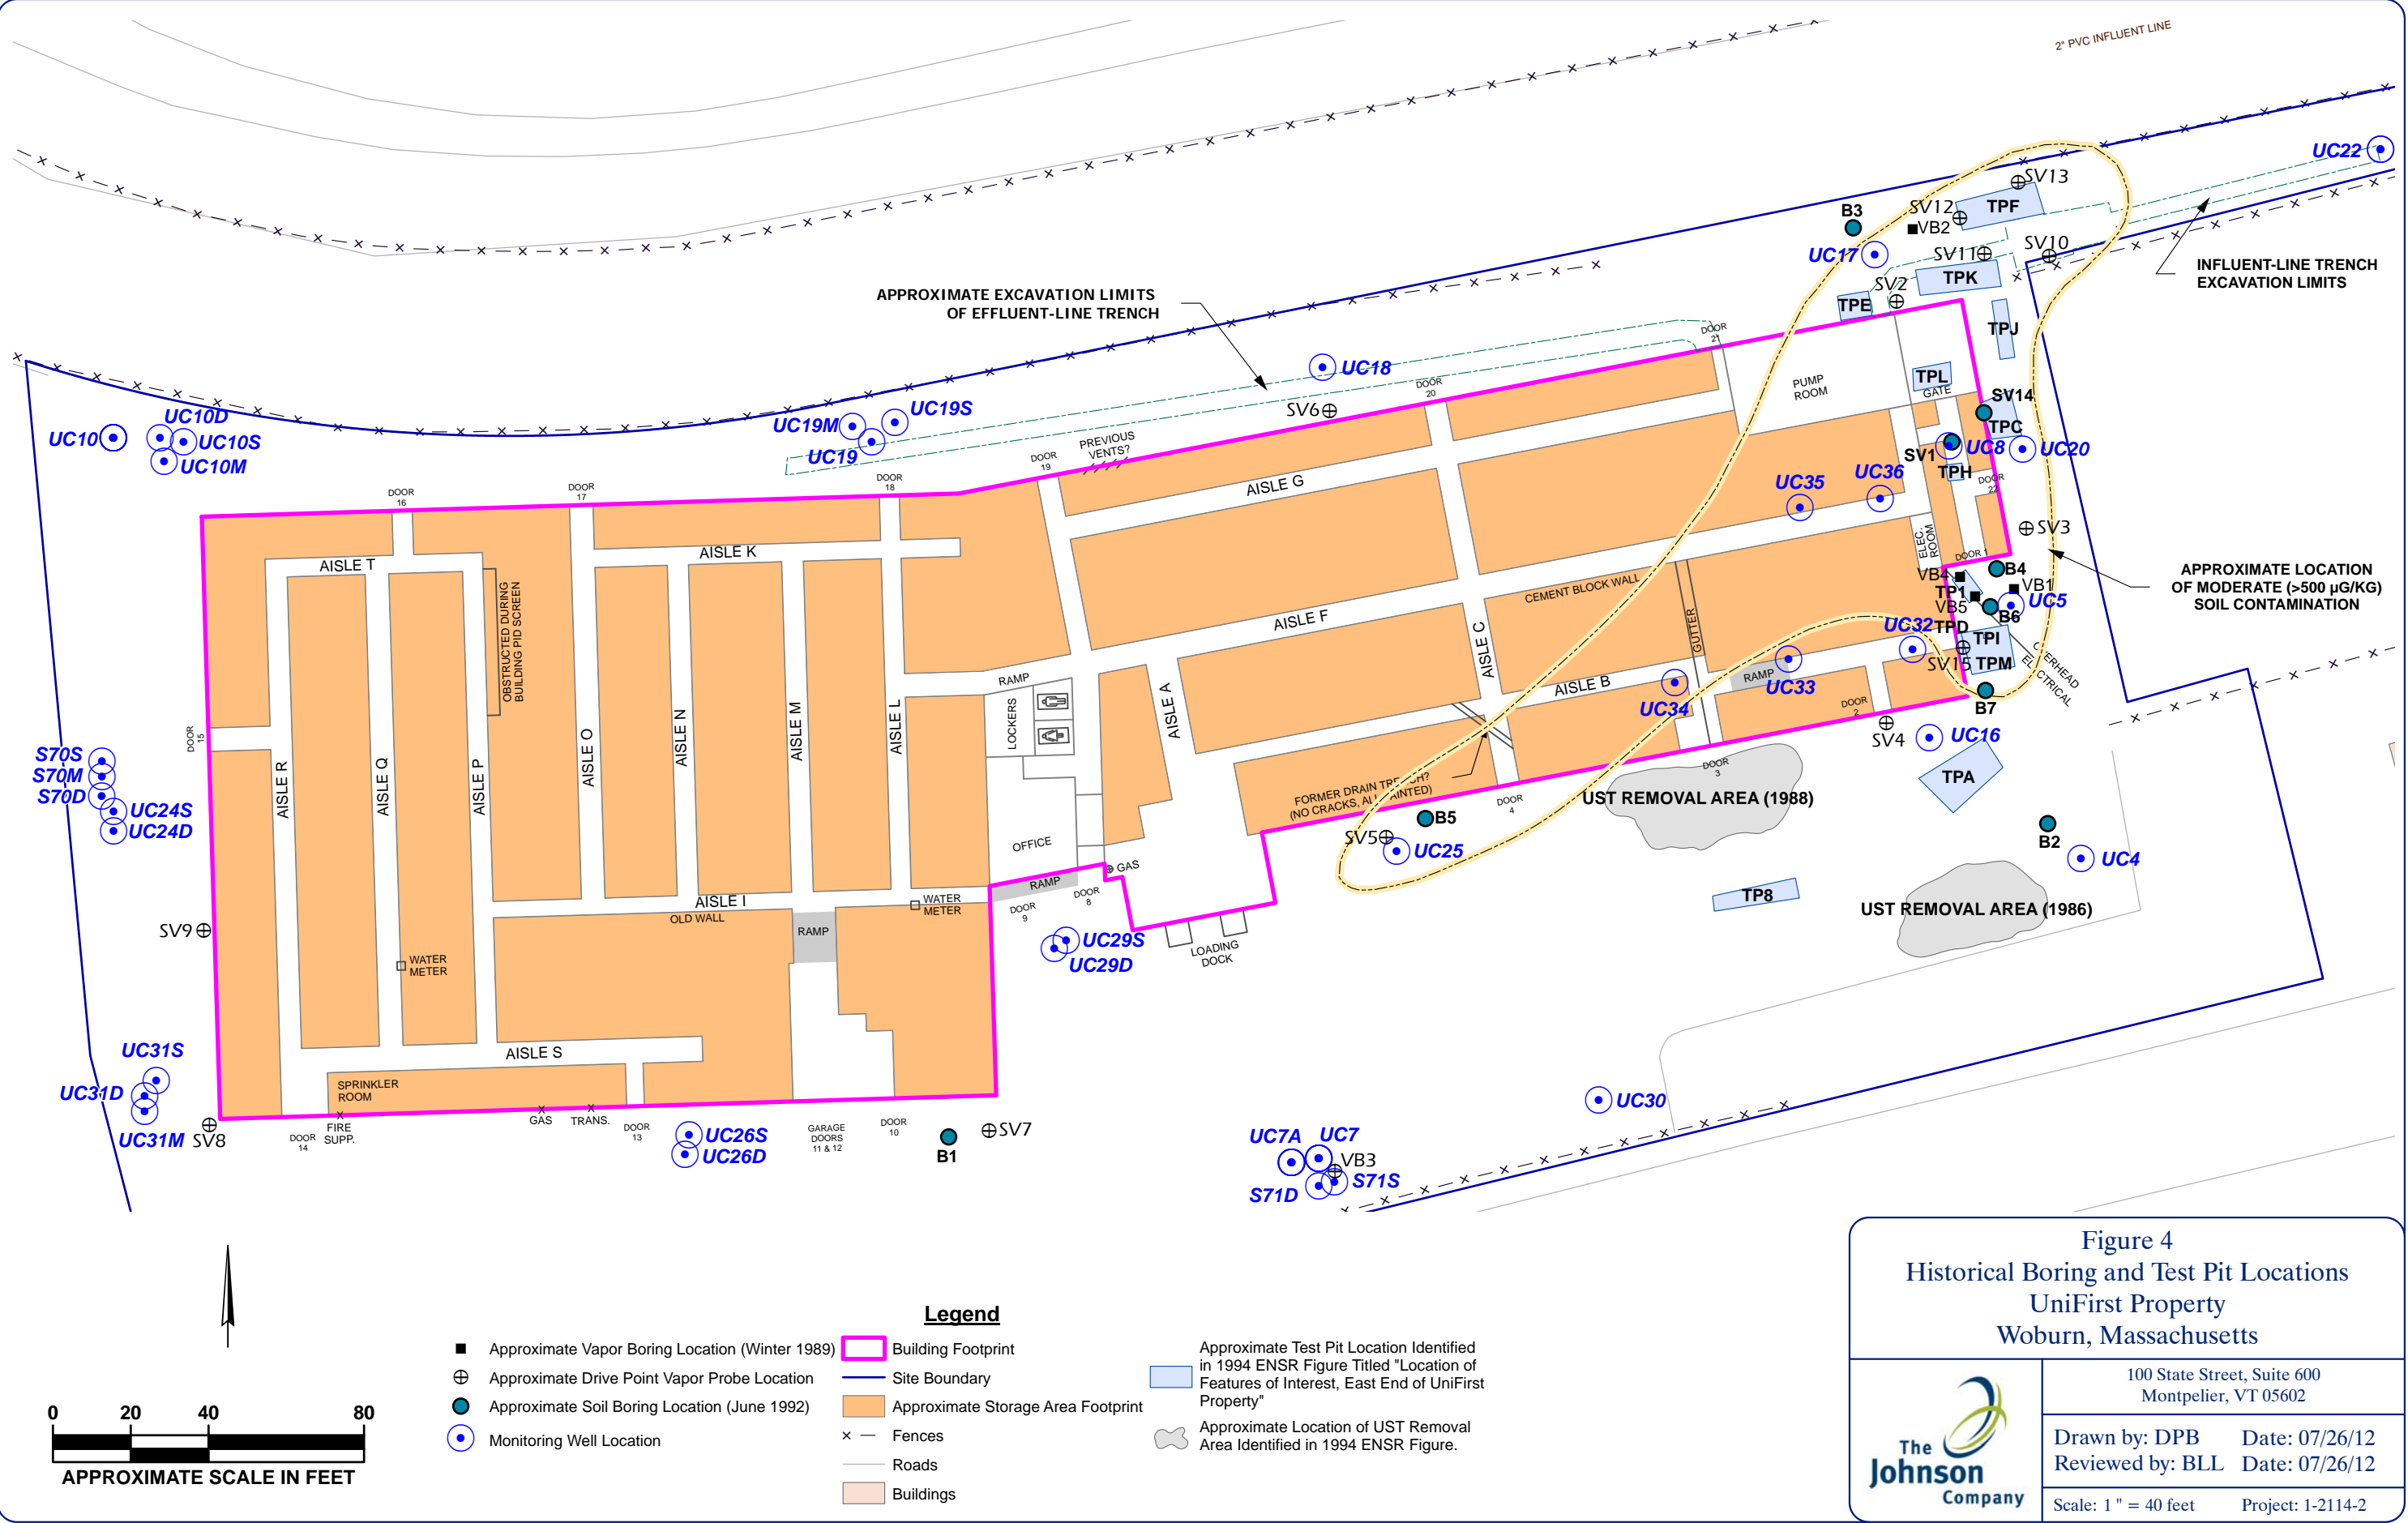 2" PVC INFLUENT LINE
UC22
SV13
TPF
SV12
B3
VB2
UC17
SV11
SV10
TPK
SV2
TPE
INFLUENT-LINE TRENCH
EXCAVATION LIMITS
TPJ
APPROXIMATE EXCAVATION LIMITS
OF EFFLUENT-LINE TRENCH
DOOR
21
UC18
SV6
DOOR
20
PUMP
ROOM
TPL
GATE
SV14
TPC
UC10D
UC10
UC10S
UC10M
UC19S
UC19M
UC19
PREVIOUS
VENTS?
DOOR
19
SV1
UC8
UC20
TPH
DOOR
22
DOOR
16
DOOR
17
DOOR
18
AISLE G
UC35
UC36
SV3
ELEC.
ROOM
DOOR 1
AISLE T
AISLE K
OBSTRUCTED DURING
BUILDING PID SCREEN
CEMENT BLOCK WALL
VB4
B4
VB1
TP1
VB5
UC5
B6
APPROXIMATE LOCATION
OF MODERATE (>500 µG/KG)
SOIL CONTAMINATION
AISLE F
AISLE C
GUTTER
UC32
TPD
TPI
SV15
TPM
OVERHEAD
ELECTRICAL
RAMP
LOCKERS
AISLE A
AISLE B
UC34
RAMP
UC33
DOOR
2
B7
SV4
UC16
DOOR
15
AISLE R
AISLE Q
AISLE P
AISLE O
AISLE N
AISLE M
AISLE L
S70S
S70M
S70D
UC24S
UC24D
FORMER DRAIN TRENCH?
(NO CRACKS, ALL PAINTED)
DOOR
4
DOOR
3
TPA
UST REMOVAL AREA (1988)
B5
SV5
UC25
B2
UC4
OFFICE
GAS
RAMP
DOOR
9
DOOR
8
TP8
UST REMOVAL AREA (1986)
AISLE I
OLD WALL
WATER
METER
RAMP
SV9
WATER
METER
UC29S
UC29D
LOADING
DOCK
AISLE S
UC31S
UC31D
UC31M
SPRINKLER
ROOM
SV8
DOOR
14
FIRE
SUPP.
GAS
TRANS.
DOOR
13
UC26S
UC26D
GARAGE
DOORS
11 & 12
DOOR
10
B1
SV7
UC30
UC7A
UC7
VB3
S71S
S71D
0 20 40 80
APPROXIMATE SCALE IN FEET
Legend
Approximate Vapor Boring Location (Winter 1989)
Approximate Drive Point Vapor Probe Location
Approximate Soil Boring Location (June 1992)
Monitoring Well Location
Building Footprint
Site Boundary
Approximate Storage Area Footprint
Fences
Roads
Buildings
Approximate Test Pit Location Identified
in 1994 ENSR Figure Titled "Location of
Features of Interest, East End of UniFirst
Property"
Approximate Location of UST Removal
Area Identified in 1994 ENSR Figure.
Figure 4
Historical Boring and Test Pit Locations
UniFirst Property
Woburn, Massachusetts
The
Johnson
Company
100 State Street, Suite 600
Montpelier, VT 05602
Drawn by: DPB Date: 07/26/12
Reviewed by: BLL Date: 07/26/12
Scale: 1 " = 40 feet Project: 1-2114-2